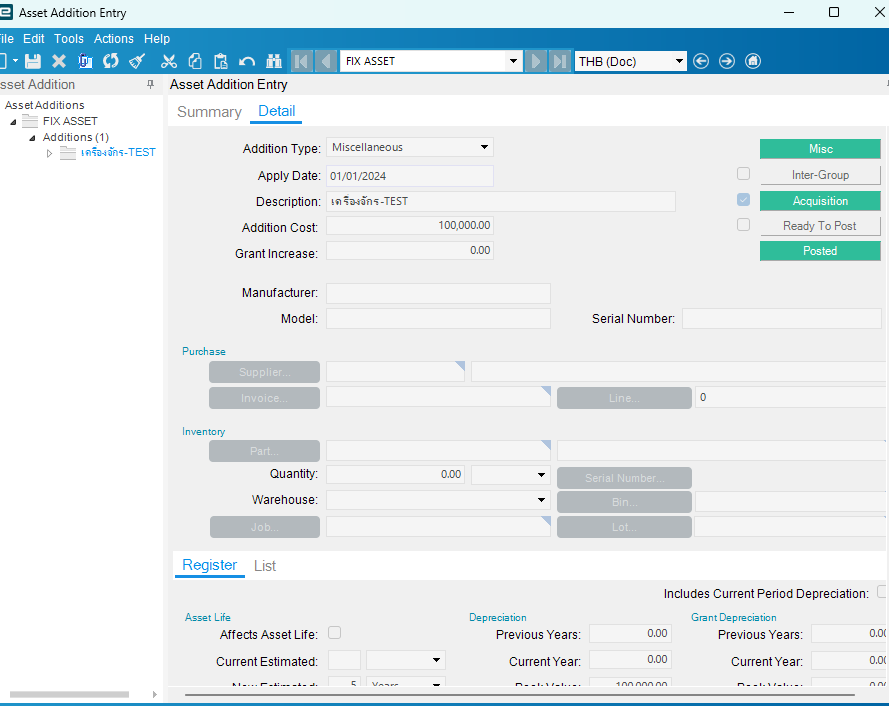 Asset Addition Entry
ile Edit Tools Actions Help
FIX ASSET THB (Doc)
sset Addition
Asset Addition Entry
Asset Additions
FIX ASSET
Additions (1)
เครื่องจักร-TEST
Summary Detail
Addition Type: Miscellaneous Misc
Apply Date: 01/01/2024 Inter-Group
Description: เครื่องจักร-TEST Acquisition
Addition Cost: 100,000.00 Ready To Post
Grant Increase: 0.00 Posted
Manufacturer:
Model: Serial Number:
Purchase
Supplier...
Invoice... Line... 0
Inventory
Part...
Quantity: 0.00 Serial Number...
Warehouse: Bin...
Job... Lot...
Register List
Includes Current Period Depreciation:
Asset Life Depreciation Grant Depreciation
Affects Asset Life: Previous Years: 0.00 Previous Years: 0.00
Current Estimated: Current Year: 0.00 Current Year: 0.00
New Estimated: 5 Years Book Value: 100,000.00 Book Value: 0.00